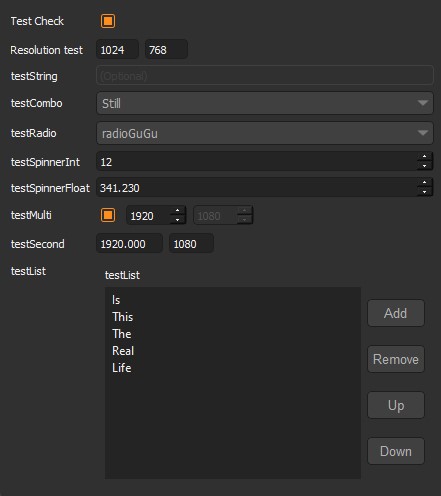 Test Check
Resolution test 1024 768
testString (Optional)
testCombo Still
testRadio radioGuGu
testSpinnerInt 12
testSpinnerFloat 341.230
testMulti 1920 1080
testSecond 1920.000 1080
testList testList
Is
This
The
Real
Life
Add
Remove
Up
Down